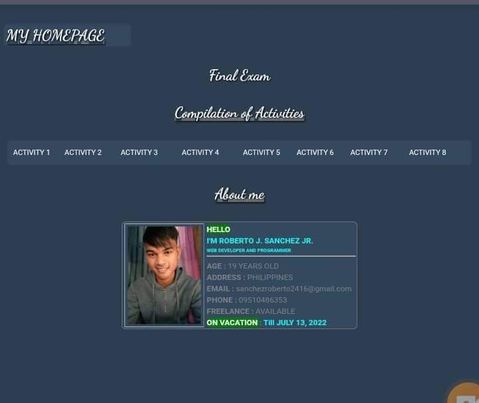 MY HOMEPAGE
Final Exam
Compilation of Activities
ACTIVITY 1 ACTIVITY 2 ACTIVITY 3 ACTIVITY 4 ACTIVITY 5 ACTIVITY 6 ACTIVITY 7 ACTIVITY 8
About me
HELLO
I'M ROBERTO J. SANCHEZ JR.
WEB DEVELOPER AND PROGRAMMER
AGE : 19 YEARS OLD
ADDRESS : PHILIPPINES
EMAIL : sanchezroberto2416@gmail.com
PHONE : 09510486353
FREELANCE : AVAILABLE
ON VACATION : Till JULY 13, 2022